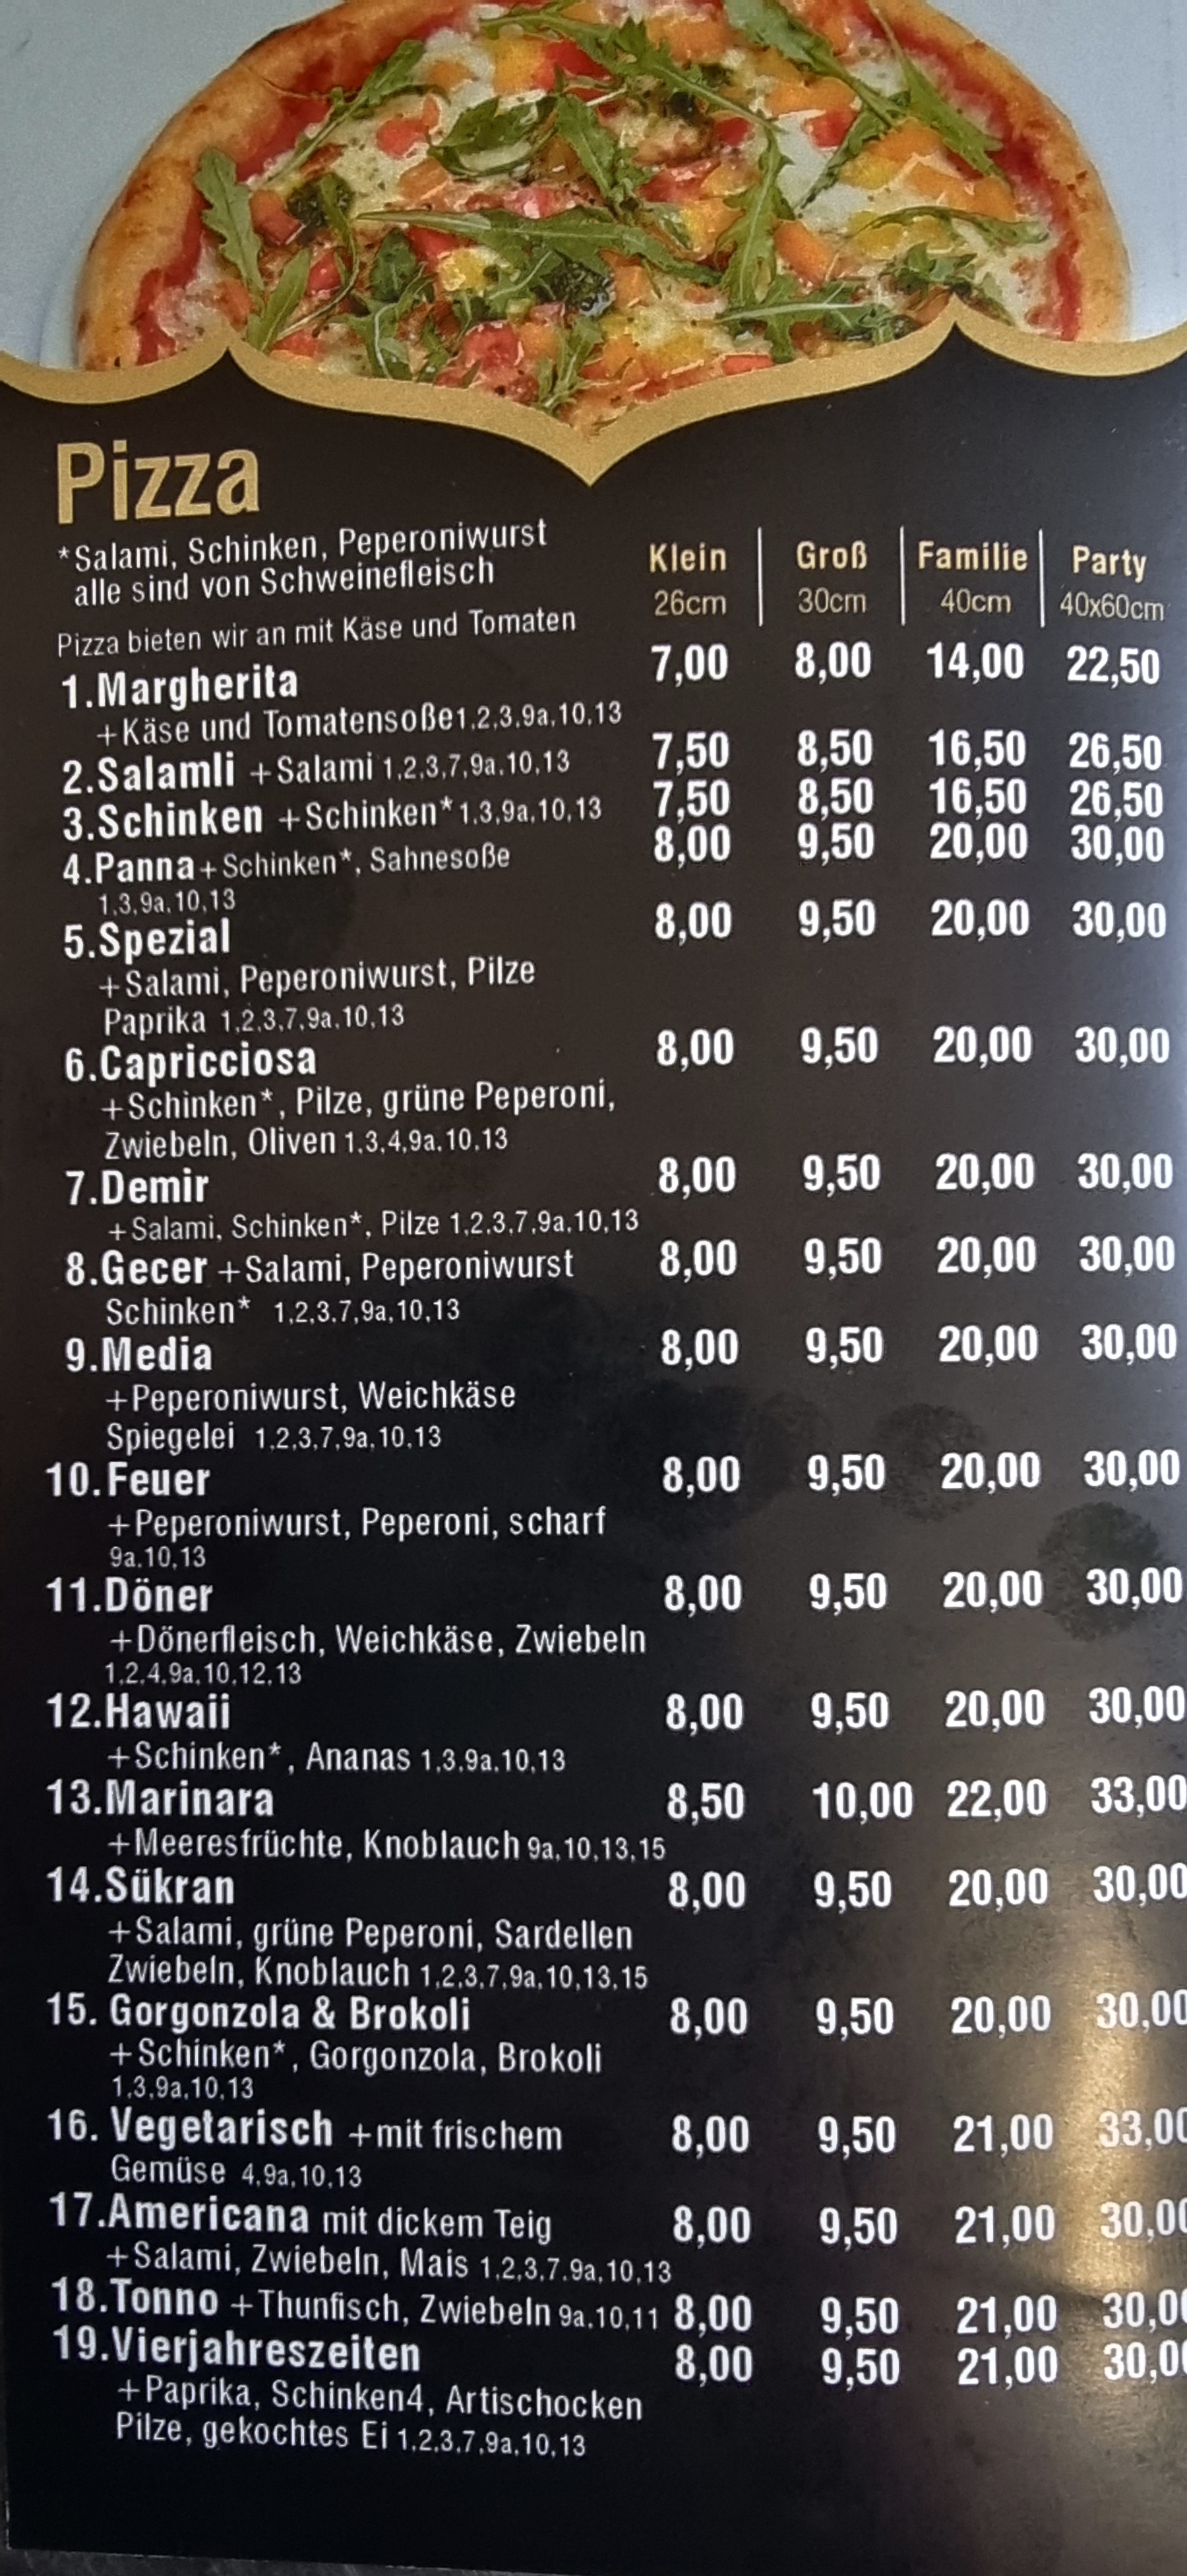 Pizza
*Salami, Schinken, Peperoniwurst
alle sind von Schweinefleisch
Pizza bieten wir an mit Käse und Tomaten
Klein Groß Familie Party
26cm 30cm 40cm 40x60cm
1.Margherita 7,00 8,00 14,00 22,50
+Käse und Tomatensoße1,2,3,9a,10,13
2.Salamli +Salami 1,2,3,7,9a,10,13 7,50 8,50 16,50 26,50
3.Schinken +Schinken* 1,3,9a,10,13 7,50 8,50 16,50 26,50
4.Panna+Schinken*, Sahnesoße 8,00 9,50 20,00 30,00
1,3,9a,10,13
5.Spezial 8,00 9,50 20,00 30,00
+Salami, Peperoniwurst, Pilze
Paprika 1,2,3,7,9a,10,13
6.Capricciosa 8,00 9,50 20,00 30,00
+Schinken*, Pilze, grüne Peperoni,
Zwiebeln, Oliven 1,3,4,9a,10,13
7.Demir 8,00 9,50 20,00 30,00
+Salami, Schinken*, Pilze 1,2,3,7,9a,10,13
8.Gecer +Salami, Peperoniwurst 8,00 9,50 20,00 30,00
Schinken* 1,2,3,7,9a,10,13
9.Media 8,00 9,50 20,00 30,00
+Peperoniwurst, Weichkäse
Spiegelei 1,2,3,7,9a,10,13
10.Feuer 8,00 9,50 20,00 30,00
+Peperoniwurst, Peperoni, scharf
9a,10,13
11.Döner 8,00 9,50 20,00 30,00
+Dönerfleisch, Weichkäse, Zwiebeln
1,2,4,9a,10,12,13
12.Hawaii 8,00 9,50 20,00 30,00
+Schinken*, Ananas 1,3,9a,10,13
13.Marinara 8,50 10,00 22,00 33,00
+Meeresfrüchte, Knoblauch 9a,10,13,15
14.Sükran 8,00 9,50 20,00 30,00
+Salami, grüne Peperoni, Sardellen
Zwiebeln, Knoblauch 1,2,3,7,9a,10,13,15
15. Gorgonzola & Brokoli 8,00 9,50 20,00 30,00
+Schinken*, Gorgonzola, Brokoli
1,3,9a,10,13
16. Vegetarisch +mit frischem 8,00 9,50 21,00 33,00
Gemüse 4,9a,10,13
17.Americana mit dickem Teig 8,00 9,50 21,00 30,00
+Salami, Zwiebeln, Mais 1,2,3,7,9a,10,13
18.Tonno +Thunfisch, Zwiebeln 9a,10,11 8,00 9,50 21,00 30,00
19.Vierjahreszeiten 8,00 9,50 21,00 30,00
+Paprika, Schinken4, Artischocken
Pilze, gekochtes Ei 1,2,3,7,9a,10,13